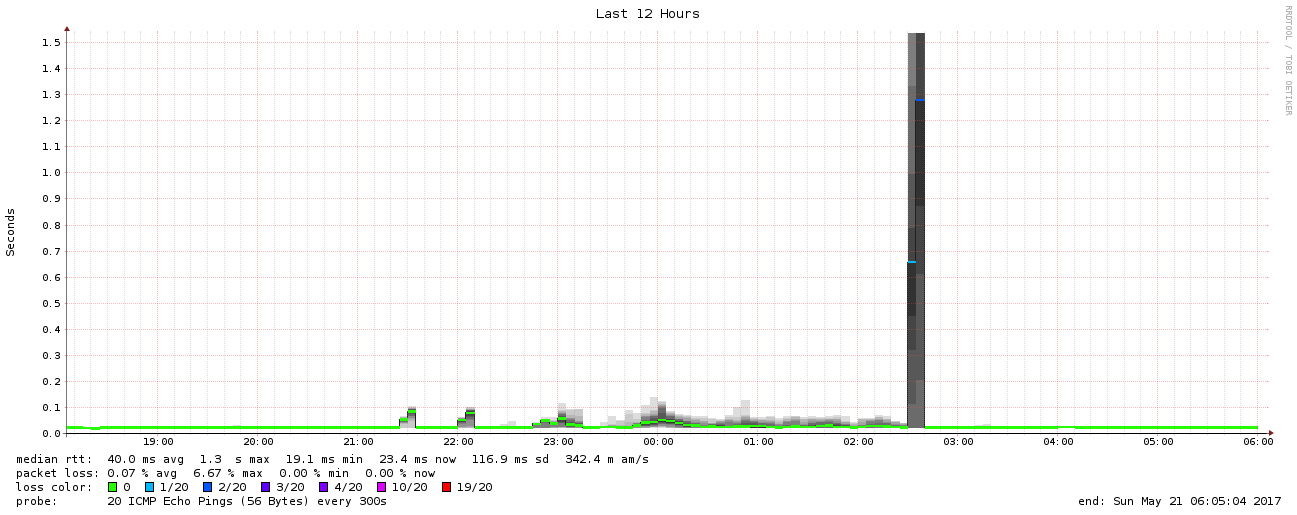 Last 12 Hours
RRDTOOL / TOBI OETIKER
Seconds
1.5
1.4
1.3
1.2
1.1
1.0
0.9
0.8
0.7
0.6
0.5
0.4
0.3
0.2
0.1
0.0
19:00 20:00 21:00 22:00 23:00 00:00 01:00 02:00 03:00 04:00 05:00 06:00
median rtt: 40.0 ms avg 1.3 s max 19.1 ms min 23.4 ms now 116.9 ms sd 342.4 m am/s
packet loss: 0.07 % avg 6.67 % max 0.00 % min 0.00 % now
loss color: 0 1/20 2/20 3/20 4/20 10/20 19/20
probe: 20 ICMP Echo Pings (56 Bytes) every 300s end: Sun May 21 06:05:04 2017